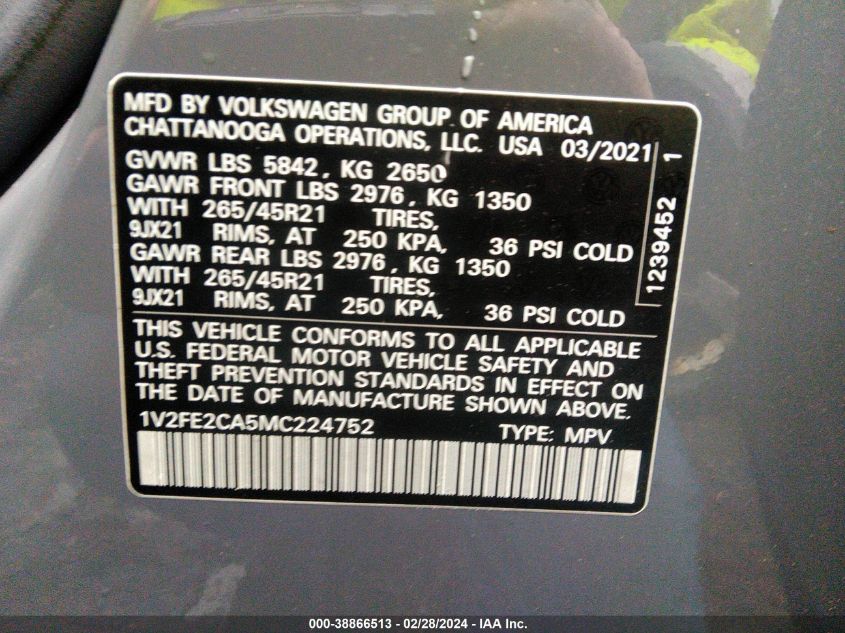 MFD BY VOLKSWAGEN GROUP OF AMERICA
CHATTANOOGA OPERATIONS, LLC. USA 03/2021
GVWR LBS 5842, KG 2650
GAWR FRONT LBS 2976, KG 1350
WITH 265/45R21 TIRES,
9JX21 RIMS, AT 250 KPA, 36 PSI COLD
GAWR REAR LBS 2976, KG 1350
WITH 265/45R21 TIRES,
9JX21 RIMS, AT 250 KPA, 36 PSI COLD
1239452 1
THIS VEHICLE CONFORMS TO ALL APPLICABLE
U.S. FEDERAL MOTOR VEHICLE SAFETY AND
THEFT PREVENTION STANDARDS IN EFFECT ON
THE DATE OF MANUFACTURE SHOWN ABOVE.
1V2FE2CA5MC224752 TYPE: MPV
000-38866513 - 02/28/2024 - IAA Inc.